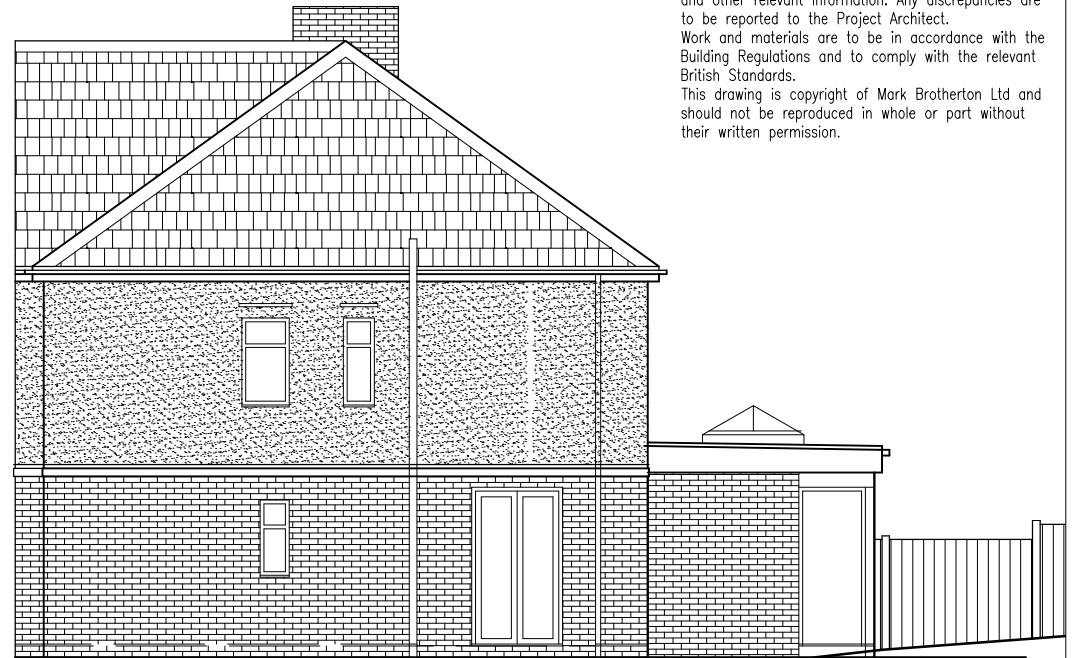 and other relevant information. Any discrepancies are
to be reported to the Project Architect.
Work and materials are to be in accordance with the
Building Regulations and to comply with the relevant
British Standards.
This drawing is copyright of Mark Brotherton Ltd and
should not be reproduced in whole or part without
their written permission.